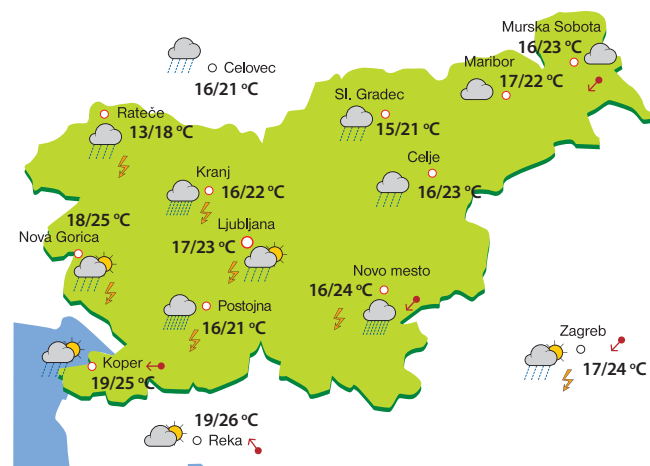 Murska Sobota
16/23 °C
Celovec
16/21 °C
Maribor
17/22 °C
Sl. Gradec
15/21 °C
Rateče
13/18 °C
Celje
16/23 °C
Kranj
16/22 °C
18/25 °C
Nová Gorica
Ljubljana
17/23 °C
Novo mesto
16/24 °C
Postojna
16/21 °C
Zagreb
17/24 °C
Koper
19/25 °C
19/26 °C
Reka